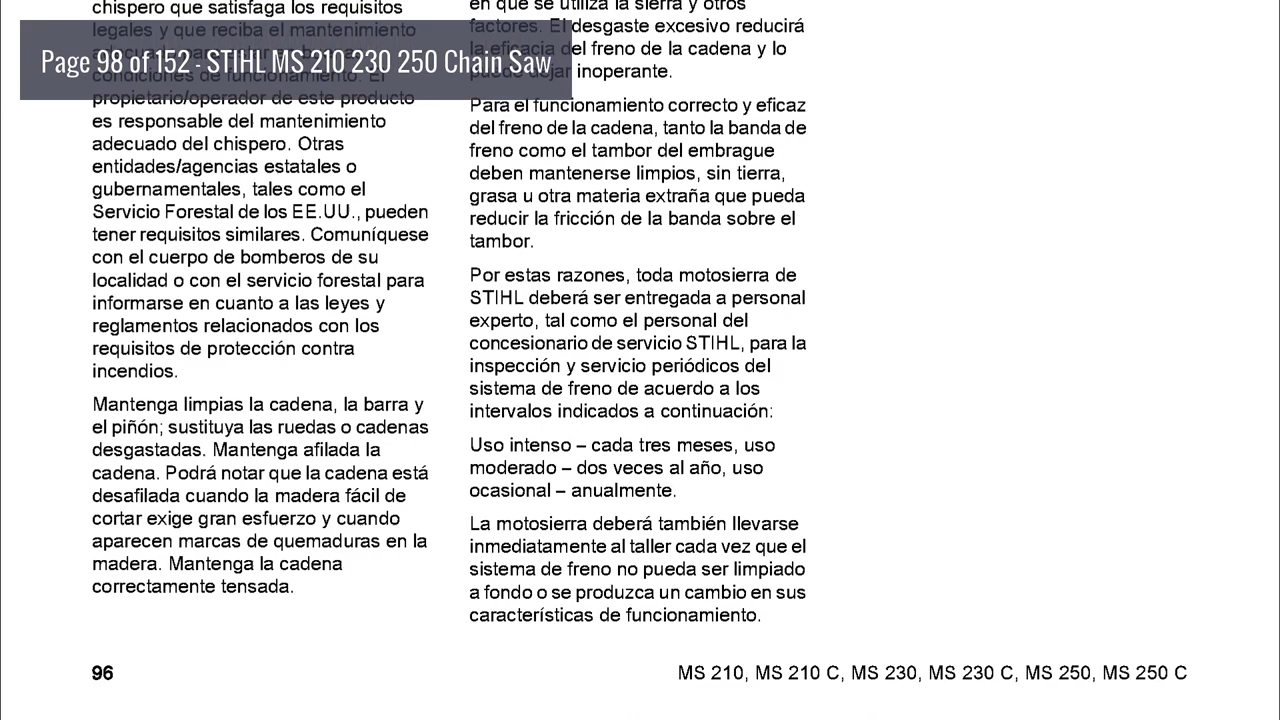 chispero que satisfaga los requisitos
legales y que reciba el mantenimiento
condiciones de funcionamiento. El
propietario/operador de este producto
es responsable del mantenimiento
adecuado del chispero. Otras
entidades/agencias estatales o
gubernamentales, tales como el
Servicio Forestal de los EE.UU., pueden
tener requisitos similares. Comuníquese
con el cuerpo de bomberos de su
localidad o con el servicio forestal para
informarse en cuanto a las leyes y
reglamentos relacionados con los
requisitos de protección contra
incendios.
Mantenga limpias la cadena, la barra y
el piñón; sustituya las ruedas o cadenas
desgastadas. Mantenga afilada la
cadena. Podrá notar que la cadena está
desafilada cuando la madera fácil de
cortar exige gran esfuerzo y cuando
aparecen marcas de quemaduras en la
madera. Mantenga la cadena
correctamente tensada.
en que se utiliza la sierra y otros
factores. El desgaste excesivo reducirá
la eficacia del freno de la cadena y lo
puede dejar inoperante.
Para el funcionamiento correcto y eficaz
del freno de la cadena, tanto la banda de
freno como el tambor del embrague
deben mantenerse limpios, sin tierra,
grasa u otra materia extraña que pueda
reducir la fricción de la banda sobre el
tambor.
Por estas razones, toda motosierra de
STIHL deberá ser entregada a personal
experto, tal como el personal del
concesionario de servicio STIHL, para la
inspección y servicio periódicos del
sistema de freno de acuerdo a los
intervalos indicados a continuación:
Uso intenso – cada tres meses, uso
moderado – dos veces al año, uso
ocasional – anualmente.
La motosierra deberá también llevarse
inmediatamente al taller cada vez que el
sistema de freno no pueda ser limpiado
a fondo o se produzca un cambio en sus
características de funcionamiento.
Page 98 of 152 - STIHL MS 210 230 250 Chain Saw
96
MS 210, MS 210 C, MS 230, MS 230 C, MS 250, MS 250 C